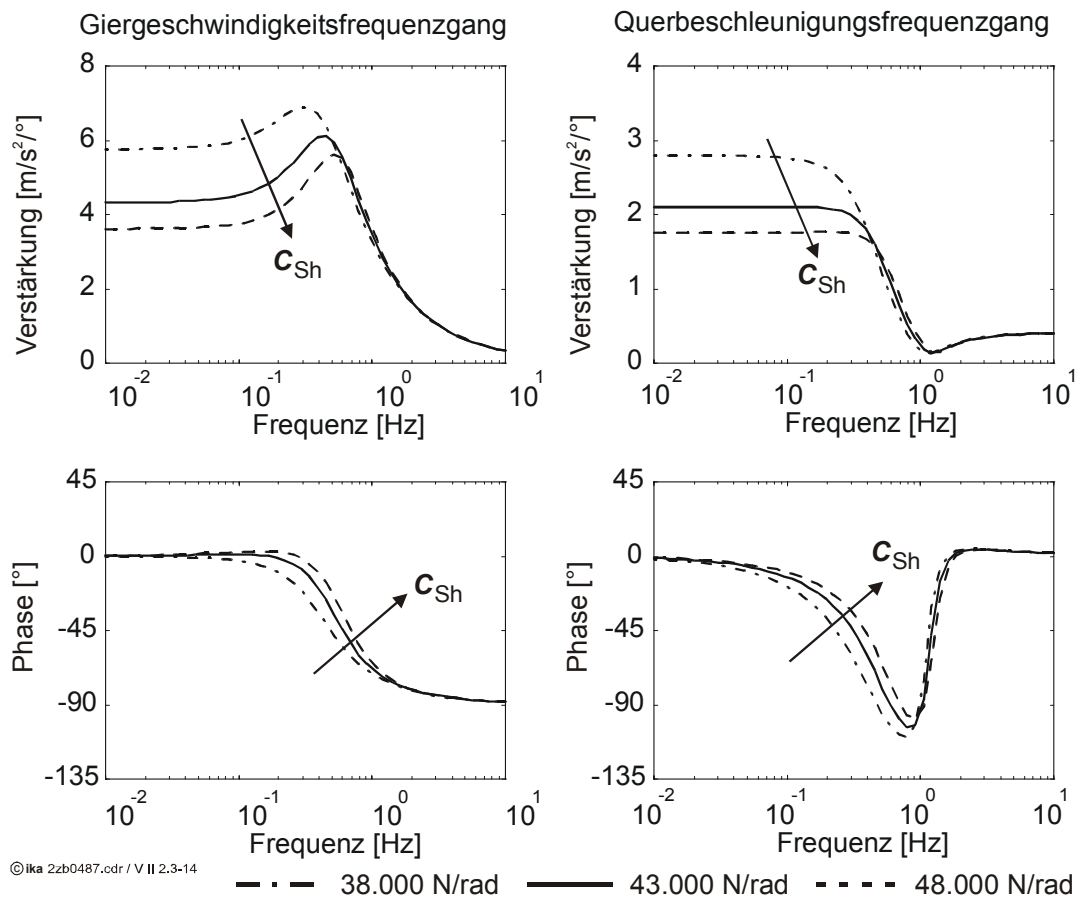 Giergeschwindigkeitsfrequenzgang
Querbeschleunigungsfrequenzgang
Verstärkung [m/s²/°]
8
6
4
2
0
C_Sh
10^-2
10^-1
10^0
10^1
Frequenz [Hz]
Verstärkung [m/s²/°]
4
3
2
1
0
C_Sh
10^-2
10^-1
10^0
10^1
Frequenz [Hz]
Phase [°]
45
0
-45
-90
-135
C_Sh
10^-2
10^-1
10^0
10^1
Frequenz [Hz]
Phase [°]
45
0
-45
-90
-135
C_Sh
10^-2
10^-1
10^0
10^1
Frequenz [Hz]
©ika 2zb0487.cdr / V II 2.3-14
38.000 N/rad
43.000 N/rad
48.000 N/rad